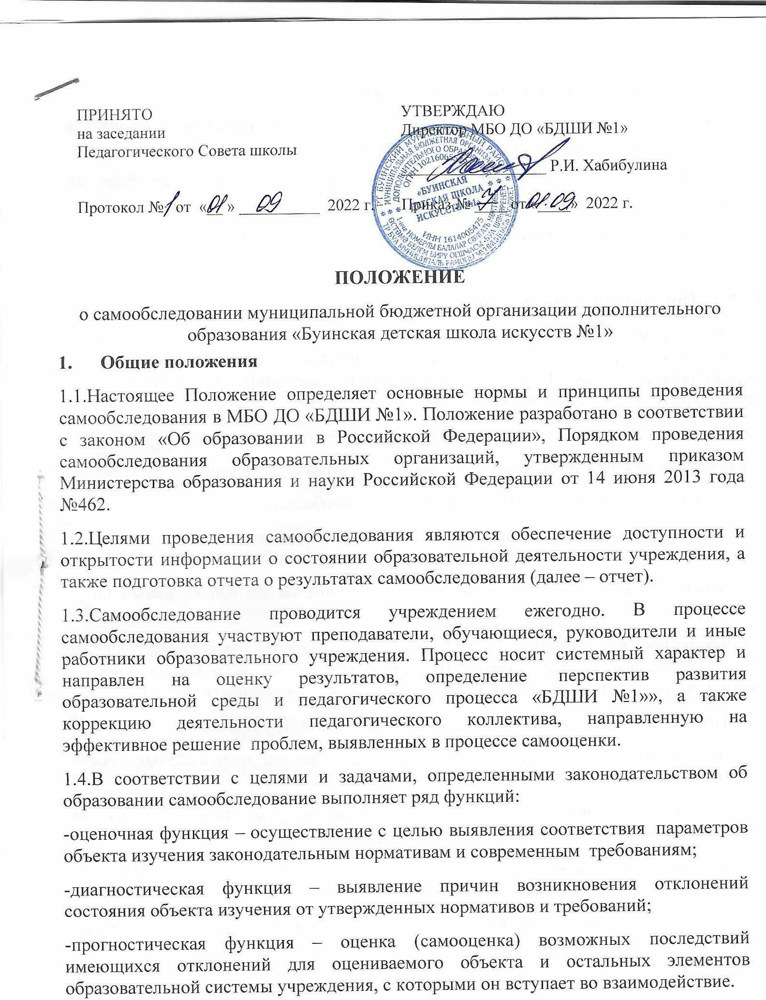 ПРИНЯТО
на заседании
Педагогического Совета школы
Протокол №1 от «01» 09 2022 г.
УТВЕРЖДАЮ
Директор МБО ДО «БДШИ №1»
Р.И. Хабибулина
Приказ № от «01.09» 2022 г.
РТ БУИНСКИЙ МУНИЦИПАЛЬНЫЙ РАЙОН
МУНИЦИПАЛЬНАЯ БЮДЖЕТНАЯ ОРГАНИЗАЦИЯ
ДОПОЛНИТЕЛЬНОГО ОБРАЗОВАНИЯ
«БУИНСКАЯ
ДЕТСКАЯ ШКОЛА
ИСКУССТВ №1»
ИНН 1614005475
ПОЛОЖЕНИЕ
о самообследовании муниципальной бюджетной организации дополнительного
образования «Буинская детская школа искусств №1»
1. Общие положения
1.1.Настоящее Положение определяет основные нормы и принципы проведения
самообследования в МБО ДО «БДШИ №1». Положение разработано в соответствии
с законом «Об образовании в Российской Федерации», Порядком проведения
самообследования образовательных организаций, утвержденным приказом
Министерства образования и науки Российской Федерации от 14 июня 2013 года
№462.
1.2.Целями проведения самообследования являются обеспечение доступности и
открытости информации о состоянии образовательной деятельности учреждения, а
также подготовка отчета о результатах самообследования (далее – отчет).
1.3.Самообследование проводится учреждением ежегодно. В процессе
самообследования участвуют преподаватели, обучающиеся, руководители и иные
работники образовательного учреждения. Процесс носит системный характер и
направлен на оценку результатов, определение перспектив развития
образовательной среды и педагогического процесса «БДШИ №1»», а также
коррекцию деятельности педагогического коллектива, направленную на
эффективное решение проблем, выявленных в процессе самооценки.
1.4.В соответствии с целями и задачами, определенными законодательством об
образовании самообследование выполняет ряд функций:
-оценочная функция – осуществление с целью выявления соответствия параметров
объекта изучения законодательным нормативам и современным требованиям;
-диагностическая функция – выявление причин возникновения отклонений
состояния объекта изучения от утвержденных нормативов и требований;
-прогностическая функция – оценка (самооценка) возможных последствий
имеющихся отклонений для оцениваемого объекта и остальных элементов
образовательной системы учреждения, с которыми он вступает во взаимодействие.